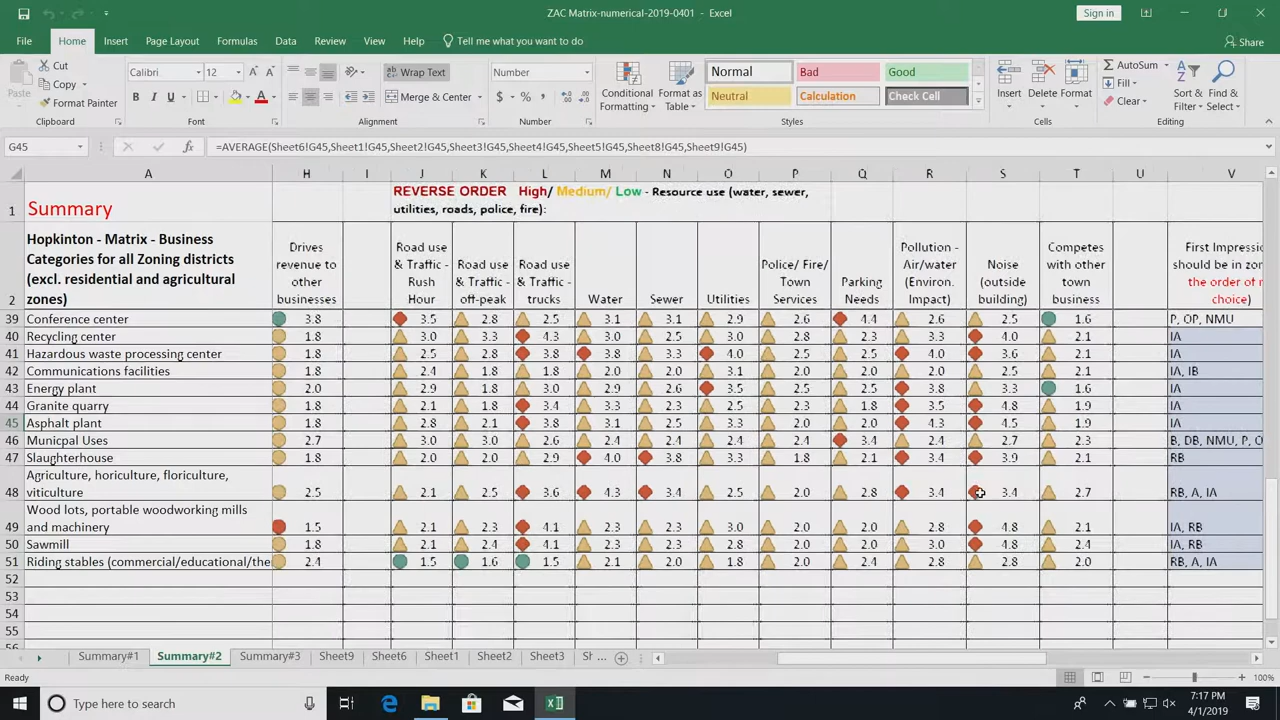 ZAC Matrix-numerical-2019-0401 - Excel
Sign in
File Home Insert Page Layout Formulas Data Review View Help Tell me what you want to do Share
Paste Cut Copy Format Painter
Clipboard
Calibri 12
B I U A
Font
Wrap Text
Merge & Center
Alignment
Number
$ % ,
Number
Conditional Formatting Format as Table
Normal Bad Good
Neutral Calculation Check Cell
Styles
Insert Delete Format
Cells
AutoSum Fill Clear
Sort & Filter Find & Select
Editing
G45 fx =AVERAGE(Sheet6!G45,Sheet1!G45,Sheet2!G45,Sheet3!G45,Sheet4!G45,Sheet5!G45,Sheet8!G45,Sheet9!G45)
A H I J K L M N O P Q R S T U V
REVERSE ORDER High/ Medium/ Low - Resource use (water, sewer,
1 Summary utilities, roads, police, fire):
2 Hopkinton - Matrix - Business Categories for all Zoning districts (excl. residential and agricultural zones) Drives revenue to other businesses Road use & Traffic - Rush Hour Road use & Traffic - off-peak Road use & Traffic - trucks Water Sewer Utilities Police/ Fire/ Town Services Parking Needs Pollution - Air/water (Environ. Impact) Noise (outside building) Competes with other town business First Impressio should be in zon the order of choice)
39 Conference center 3.8 3.5 2.8 2.5 3.1 3.1 2.9 2.6 4.4 2.6 2.5 1.6 P, OP, NMU
40 Recycling center 1.8 3.0 3.3 4.3 3.0 2.5 3.0 2.8 2.3 3.3 4.0 2.1 IA
41 Hazardous waste processing center 1.8 2.5 2.8 3.8 3.8 3.3 4.0 2.5 2.5 4.0 3.6 2.1 IA
42 Communications facilities 1.8 2.4 1.8 1.8 2.0 2.0 3.1 2.0 2.0 2.0 2.5 2.1 IA, IB
43 Energy plant 2.0 2.9 1.8 3.0 2.9 2.6 3.5 2.5 2.5 3.8 3.3 1.6 IA
44 Granite quarry 1.8 2.1 1.8 3.4 3.3 2.3 2.5 2.3 1.8 3.5 4.8 1.9 IA
45 Asphalt plant 1.8 2.8 2.1 3.8 3.1 2.5 3.3 2.0 2.0 4.3 4.5 1.9 IA
46 Municpal Uses 2.7 3.0 3.0 2.6 2.4 2.4 2.4 2.1 3.4 2.4 2.7 2.3 B, DB, NMU, P, O
47 Slaughterhouse 1.8 2.0 2.0 2.9 4.0 3.8 3.3 1.8 2.1 3.4 3.9 2.1 RB
48 Agriculture, horiculture, floriculture, viticulture 2.5 2.1 2.5 3.6 4.3 3.4 2.5 2.0 2.8 3.4 3.4 2.7 RB, A, IA
49 Wood lots, portable woodworking mills and machinery 1.5 2.1 2.3 4.1 2.3 2.3 3.0 2.0 2.0 2.8 4.8 2.1 IA, RB
50 Sawmill 1.8 2.1 2.4 4.1 2.3 2.3 2.8 2.0 2.0 3.0 4.8 2.4 IA, RB
51 Riding stables (commercial/educational/the 2.4 1.5 1.6 1.5 2.1 2.0 1.8 2.0 2.4 2.8 2.8 2.0 RB, A, IA
52
53
54
55
56
Summary#1 Summary#2 Summary#3 Sheet9 Sheet6 Sheet1 Sheet2 Sheet3 Sh ...
Ready 100%
Type here to search
7:17 PM
4/1/2019